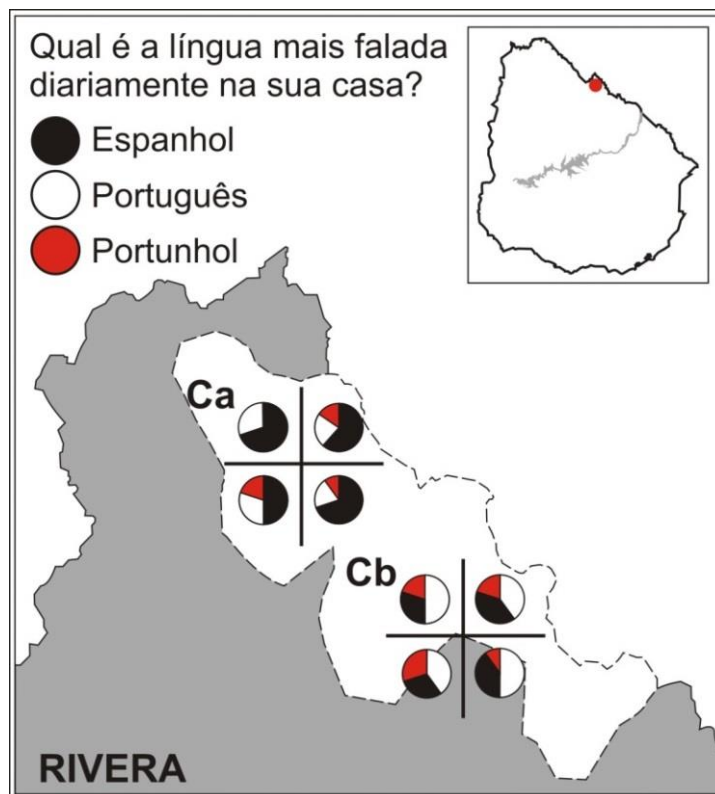 Qual é a língua mais falada
diariamente na sua casa?
Espanhol
Português
Portunhol
Ca
Cb
RIVERA